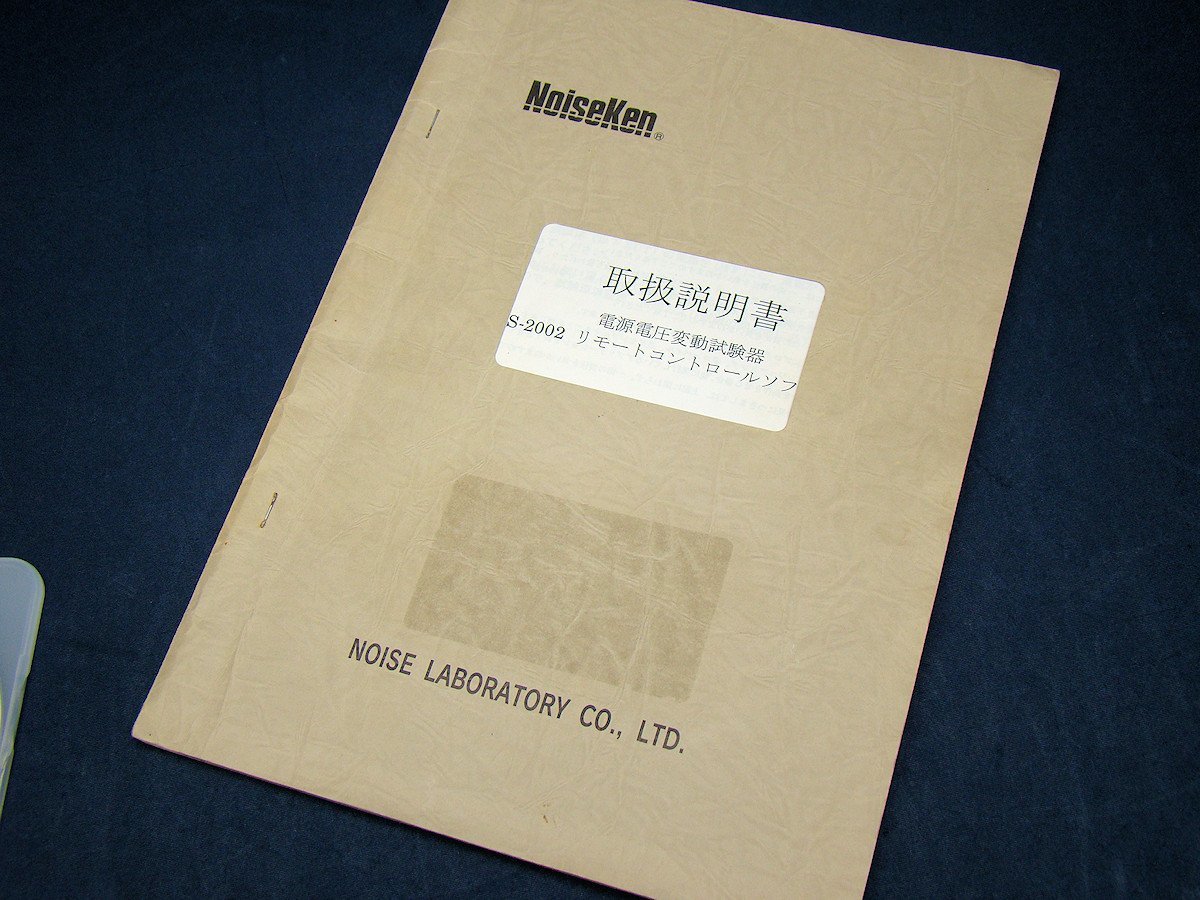 NoiseKen®
取扱説明書
電源電圧変動試験器
S-2002 リモートコントロールソフ
NOISE LABORATORY CO., LTD.